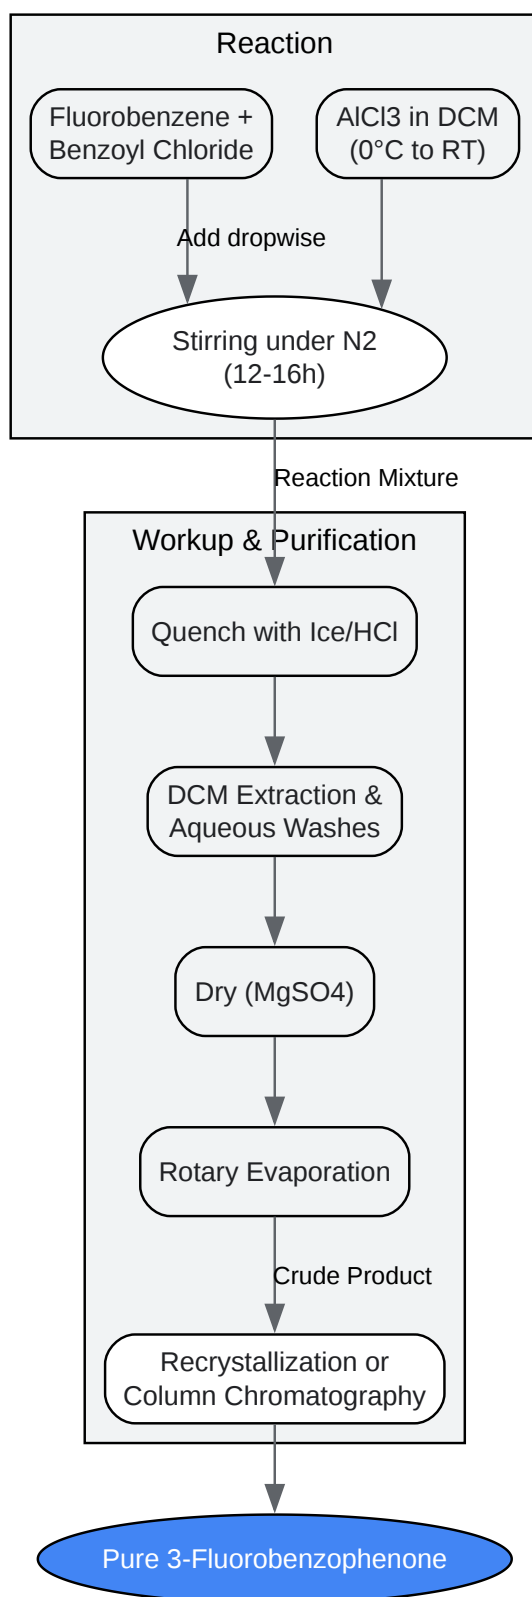 Reaction
Fluorobenzene +
Benzoyl Chloride
AlCl3 in DCM
(0°C to RT)
Add dropwise
Stirring under N2
(12-16h)
Reaction Mixture
Workup & Purification
Quench with Ice/HCl
DCM Extraction &
Aqueous Washes
Dry (MgSO4)
Rotary Evaporation
Crude Product
Recrystallization or
Column Chromatography
Pure 3-Fluorobenzophenone